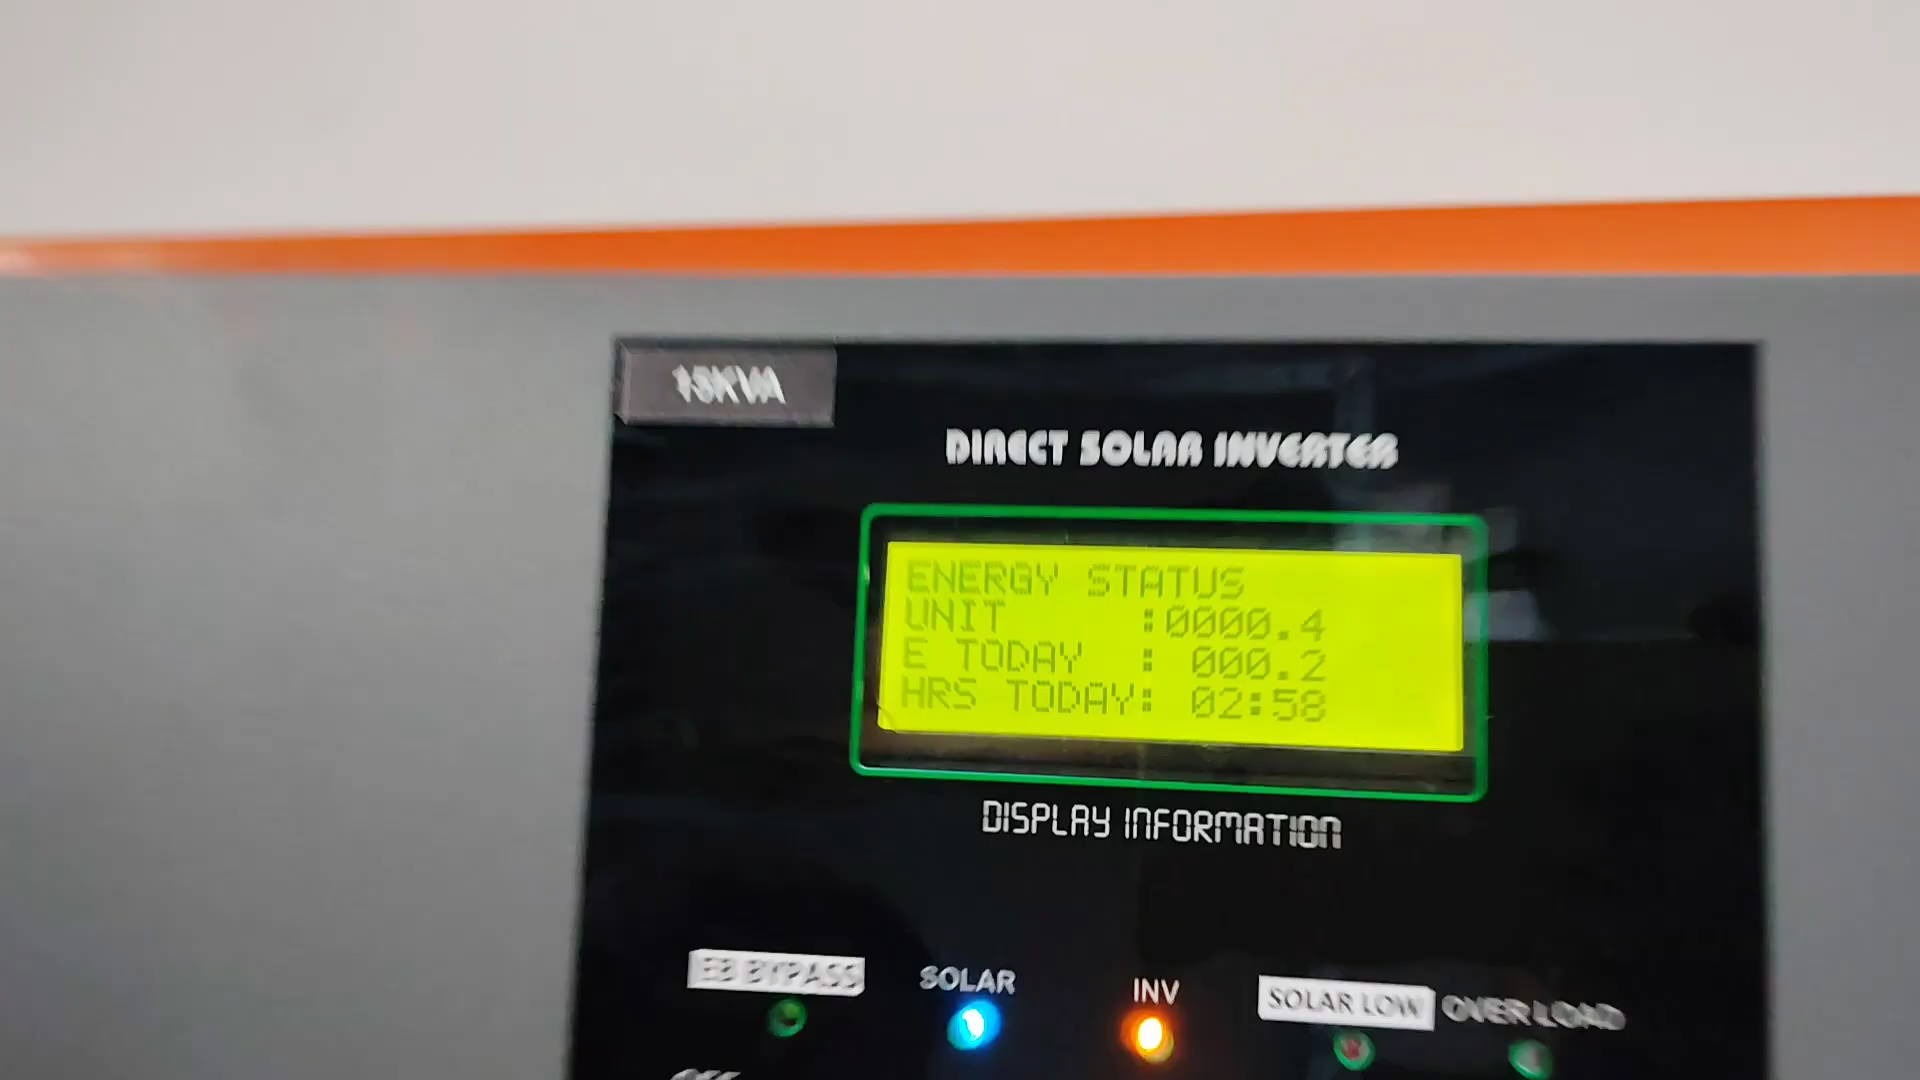 DIRECT SOLAR INVERTER
ENERGY STATUS
UNIT :0000.4
E TODAY : 000.2
HRS TODAY: 02:58
DISPLAY INFORMATION
EB BYPASS
SOLAR
INV
SOLAR LOW
OVER LOAD